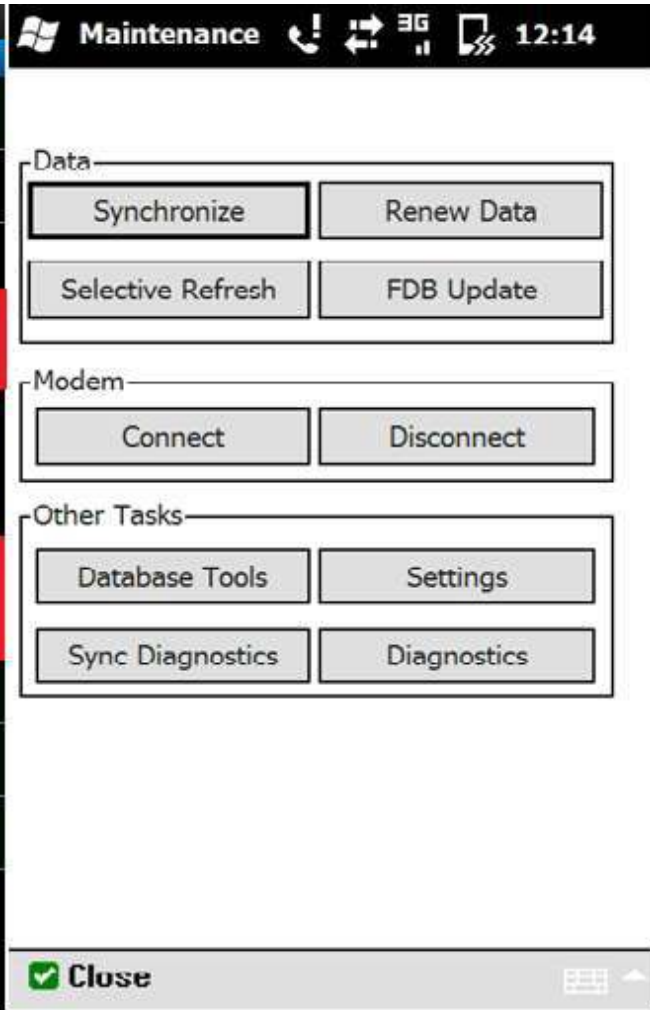 Maintenance 3G 12:14
Data
Synchronize Renew Data
Selective Refresh FDB Update
Modem
Connect Disconnect
Other Tasks
Database Tools Settings
Sync Diagnostics Diagnostics
Close